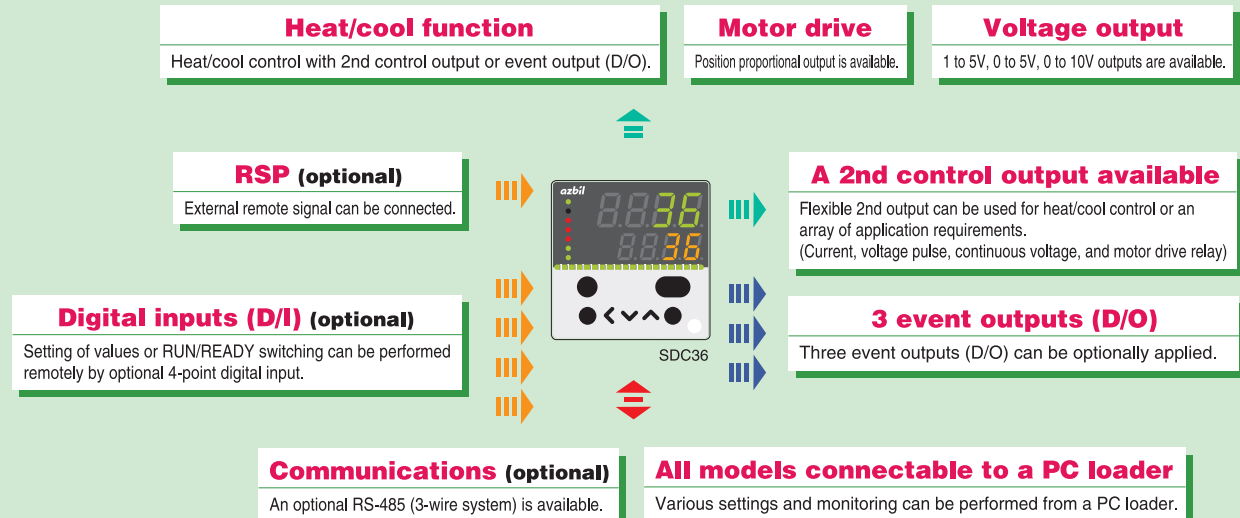 Heat/cool function
Heat/cool control with 2nd control output or event output (D/O).
Motor drive
Position proportional output is available.
Voltage output
1 to 5V, 0 to 5V, 0 to 10V outputs are available.
RSP (optional)
External remote signal can be connected.
azbil
36
36
SDC36
A 2nd control output available
Flexible 2nd output can be used for heat/cool control or an
array of application requirements.
(Current, voltage pulse, continuous voltage, and motor drive relay)
Digital inputs (D/I) (optional)
Setting of values or RUN/READY switching can be performed
remotely by optional 4-point digital input.
3 event outputs (D/O)
Three event outputs (D/O) can be optionally applied.
Communications (optional)
An optional RS-485 (3-wire system) is available.
All models connectable to a PC loader
Various settings and monitoring can be performed from a PC loader.